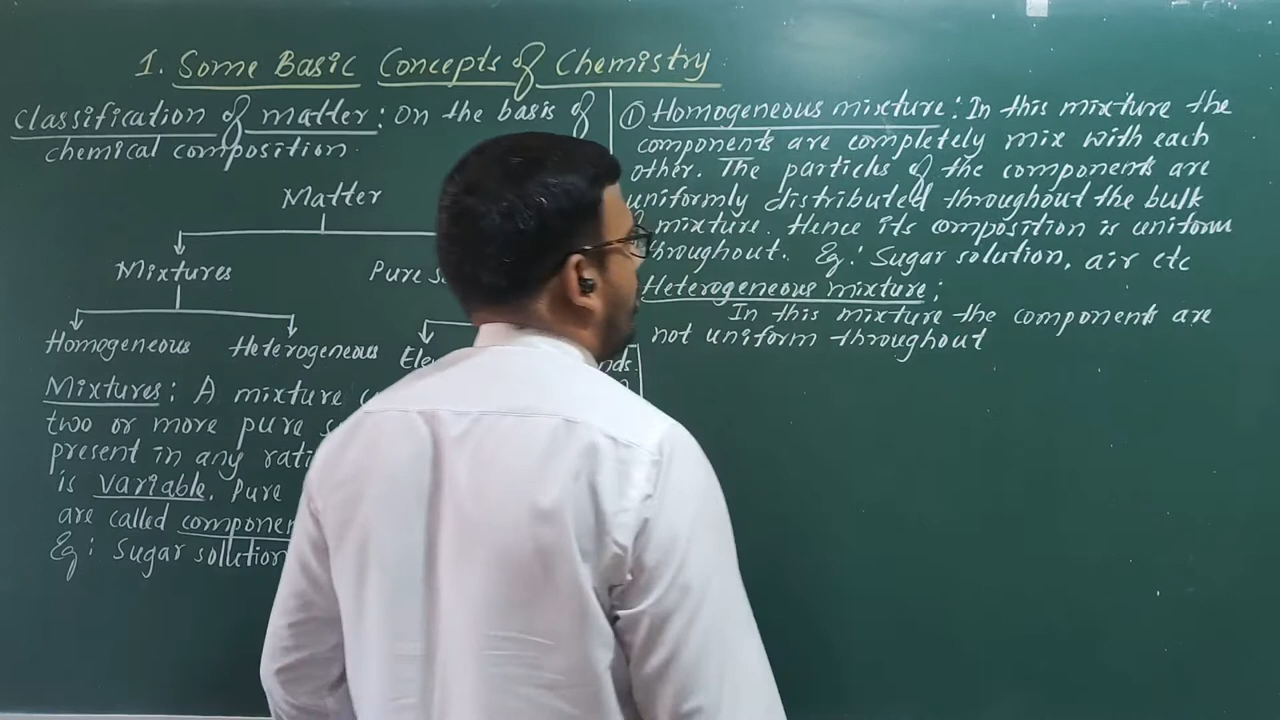 1. Some Basic Concepts of Chemistry
Classification of matter: On the basis of
chemical composition.
Matter
Mixtures
Pure
Homogeneous Heterogeneous
Mixtures: A mixture
two or more pure
present in any
is variable. Pure
are called
Eg: Sugar solution
① Homogeneous mixture: In this mixture the
components are completely mix with each
other. The particles of the components are
uniformly distributed throughout the bulk
mixture. Hence its composition is uniform
throughout. Eg: Sugar solution, air etc
Heterogeneous mixture:
In this mixture the components are
not uniform throughout